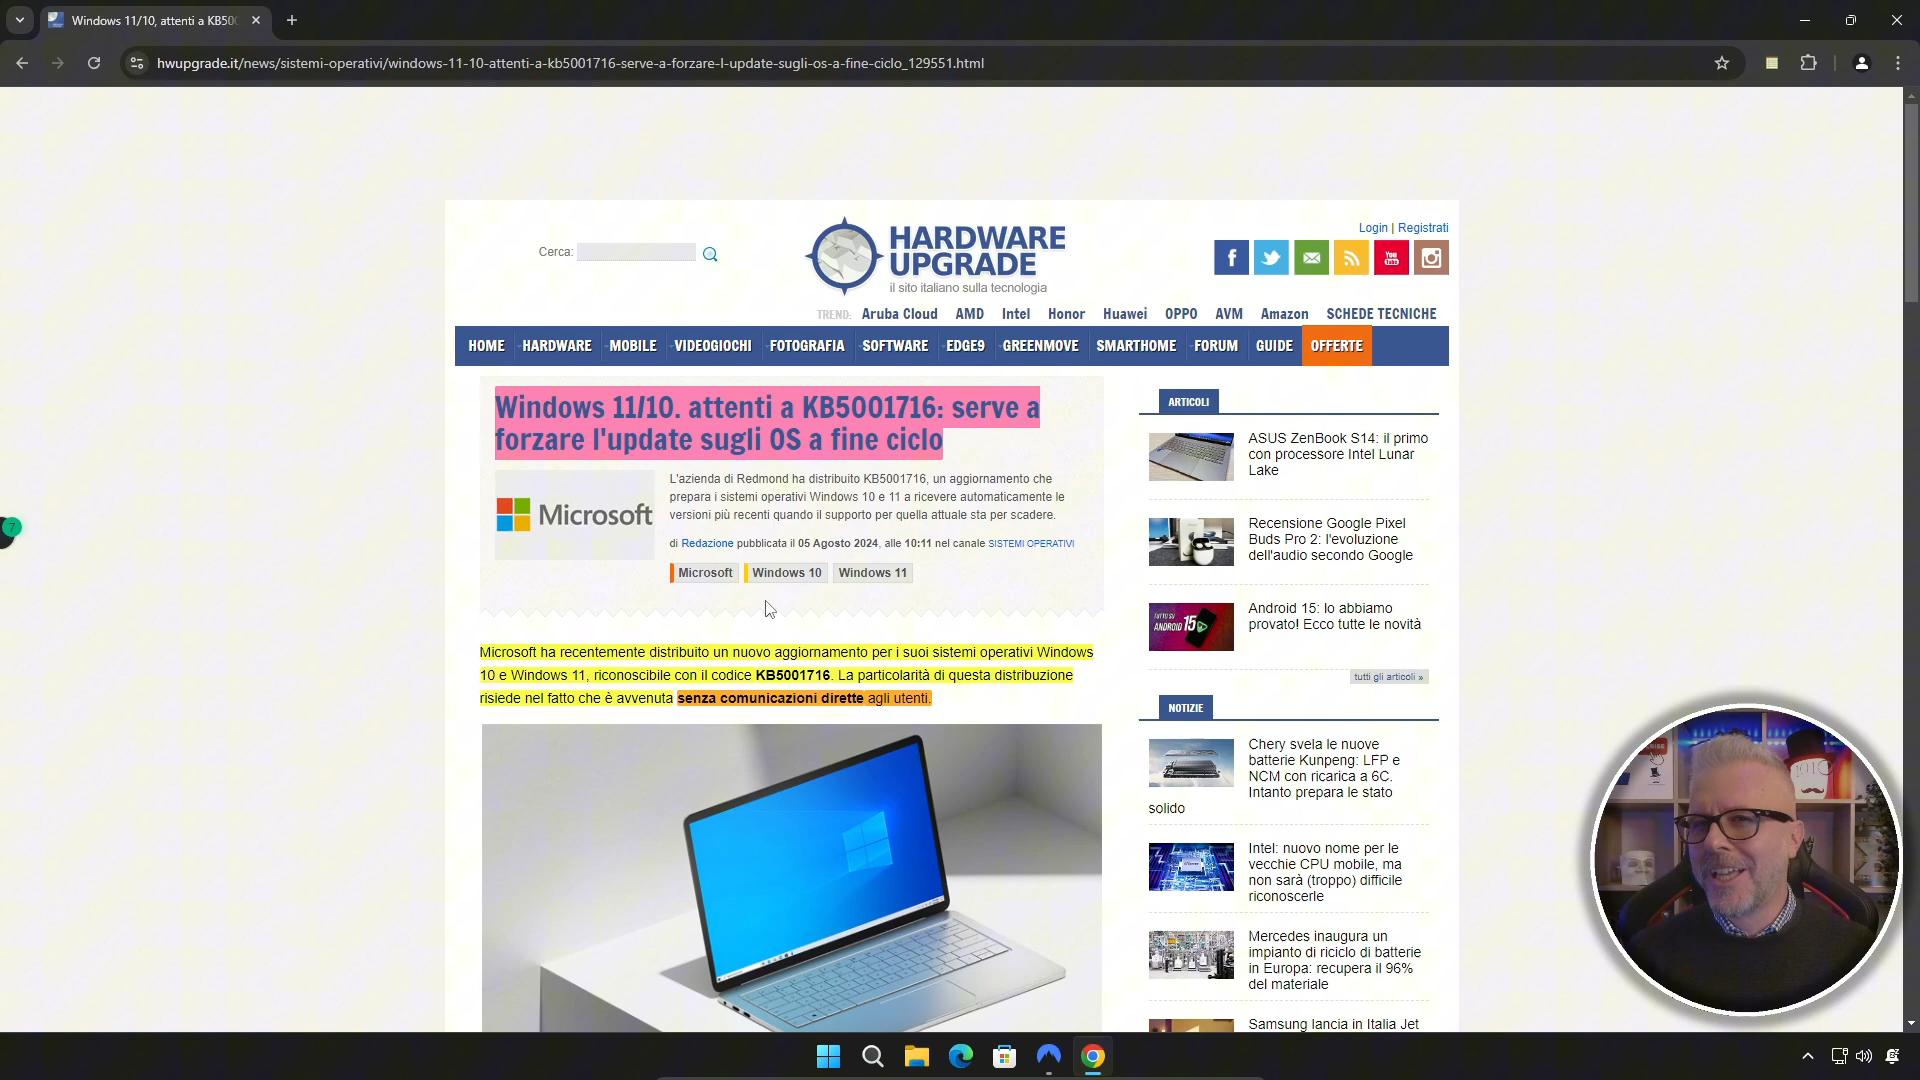 Windows 11/10, attenti a KB500
hwupgrade.it/news/sistemi-operativi/windows-11-10-attenti-a-kb5001716-serve-a-forzare-l-update-sugli-os-a-fine-ciclo_129551.html
Login | Registrati
Cerca:
HARDWARE
UPGRADE
il sito italiano sulla tecnologia
TREND: Aruba Cloud AMD Intel Honor Huawei OPPO AVM Amazon SCHEDE TECNICHE
HOME HARDWARE MOBILE VIDEOGIOCHI FOTOGRAFIA SOFTWARE EDGE9 GREENMOVE SMARTHOME FORUM GUIDE OFFERTE
Windows 11/10. attenti a KB5001716: serve a
forzare l'update sugli OS a fine ciclo
Microsoft
L'azienda di Redmond ha distribuito KB5001716, un aggiornamento che
prepara i sistemi operativi Windows 10 e 11 a ricevere automaticamente le
versioni più recenti quando il supporto per quella attuale sta per scadere.
di Redazione pubblicata il 05 Agosto 2024, alle 10:11 nel canale SISTEMI OPERATIVI
Microsoft Windows 10 Windows 11
7
Microsoft ha recentemente distribuito un nuovo aggiornamento per i suoi sistemi operativi Windows
10 e Windows 11, riconoscibile con il codice KB5001716. La particolarità di questa distribuzione
risiede nel fatto che è avvenuta senza comunicazioni dirette agli utenti.
ARTICOLI
ASUS ZenBook S14: il primo
con processore Intel Lunar
Lake
Recensione Google Pixel
Buds Pro 2: l'evoluzione
dell'audio secondo Google
TUTTO SU
ANDROID 15
Android 15: lo abbiamo
provato! Ecco tutte le novità
tutti gli articoli »
NOTIZIE
Chery svela le nuove
batterie Kunpeng: LFP e
NCM con ricarica a 6C.
Intanto prepara le stato
solido
Intel: nuovo nome per le
vecchie CPU mobile, ma
non sarà (troppo) difficile
riconoscerle
Mercedes inaugura un
impianto di riciclo di batterie
in Europa: recupera il 96%
del materiale
Samsung lancia in Italia Jet